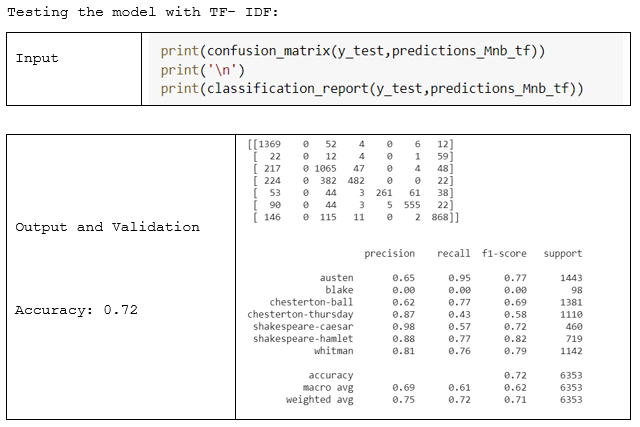 Testing the model with TF- IDF:
Input
print(confusion_matrix(y_test,predictions_Mnb_tf))
print('\n')
print(classification_report(y_test,predictions_Mnb_tf))
Output and Validation
Accuracy: 0.72
[[1369 0 52 4 0 6 12]
[ 22 0 12 4 0 1 59]
[ 217 0 1065 47 0 4 48]
[ 224 0 382 482 0 0 22]
[ 53 0 44 3 261 61 38]
[ 90 0 44 3 5 555 22]
[ 146 0 115 11 0 2 868]]
precision recall f1-score support
austen 0.65 0.95 0.77 1443
blake 0.00 0.00 0.00 98
chesterton-ball 0.62 0.77 0.69 1381
chesterton-thursday 0.87 0.43 0.58 1110
shakespeare-caesar 0.98 0.57 0.72 460
shakespeare-hamlet 0.88 0.77 0.82 719
whitman 0.81 0.76 0.79 1142
accuracy 0.72 6353
macro avg 0.69 0.61 0.62 6353
weighted avg 0.75 0.72 0.71 6353